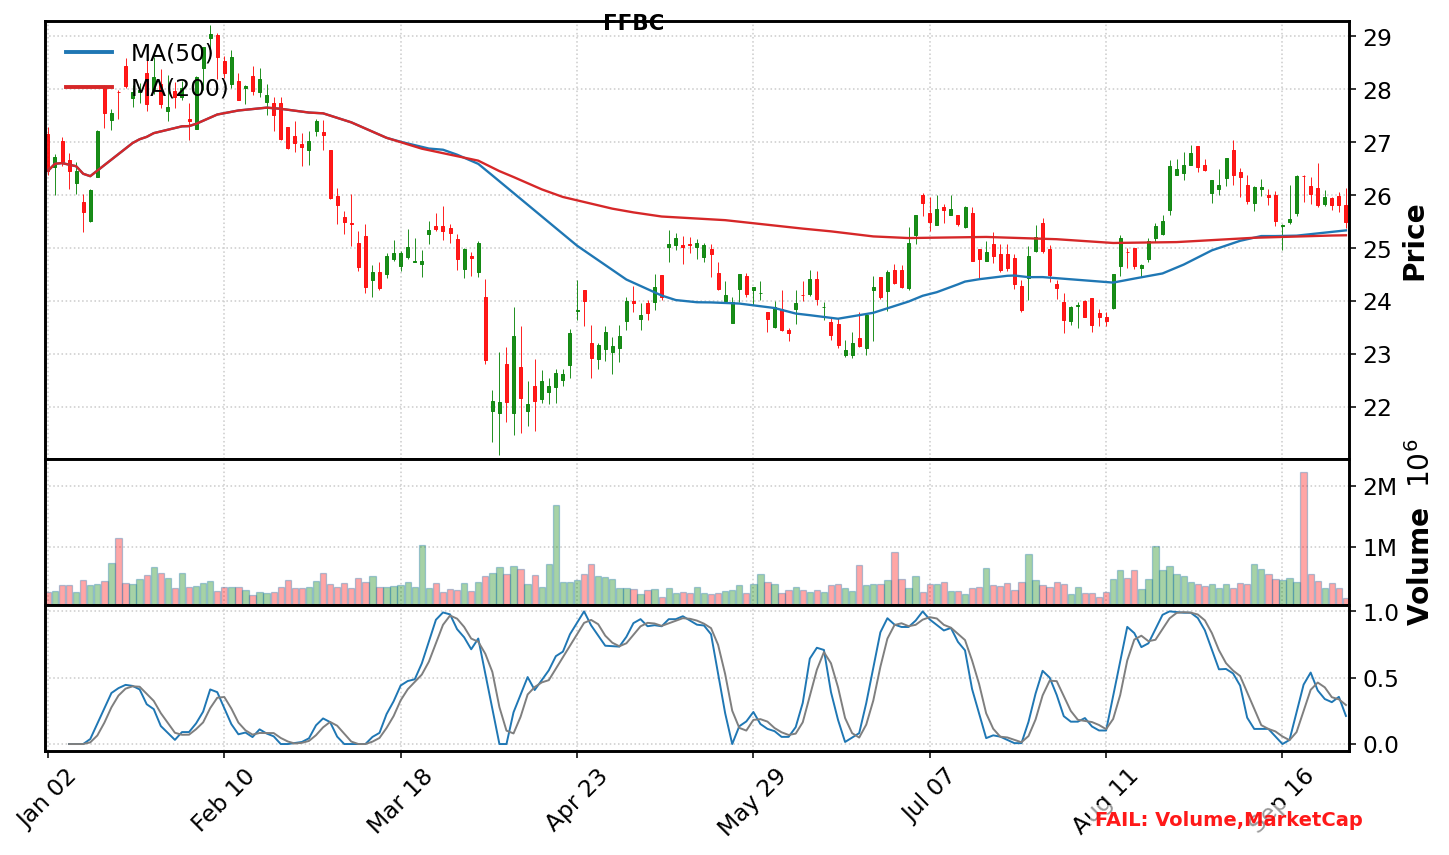 FFBC
MA(50)
MA(200)
29
28
27
26
25
24
23
22
Price
2M
1M
Volume 10^6
1.0
0.5
0.0
Jan 02
Feb 10
Mar 18
Apr 23
May 29
Jul 07
Aug 11
Sep 16
FAIL: Volume,MarketCap